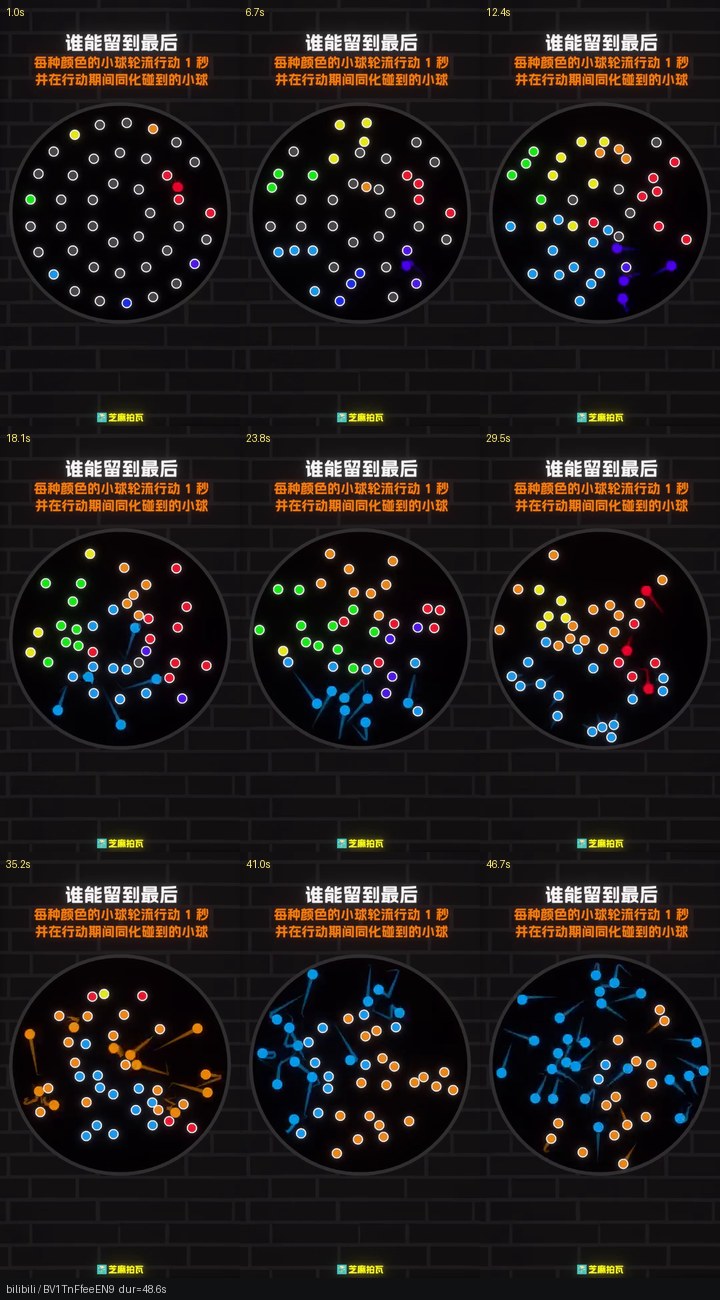 1.0s
谁能留到最后
每种颜色的小球轮流行动 1 秒
并在行动期间同化碰到的小球
芝麻拍瓦
6.7s
谁能留到最后
每种颜色的小球轮流行动 1 秒
并在行动期间同化碰到的小球
芝麻拍瓦
12.4s
谁能留到最后
每种颜色的小球轮流行动 1 秒
并在行动期间同化碰到的小球
芝麻拍瓦
18.1s
谁能留到最后
每种颜色的小球轮流行动 1 秒
并在行动期间同化碰到的小球
芝麻拍瓦
23.8s
谁能留到最后
每种颜色的小球轮流行动 1 秒
并在行动期间同化碰到的小球
芝麻拍瓦
29.5s
谁能留到最后
每种颜色的小球轮流行动 1 秒
并在行动期间同化碰到的小球
芝麻拍瓦
35.2s
谁能留到最后
每种颜色的小球轮流行动 1 秒
并在行动期间同化碰到的小球
芝麻拍瓦
41.0s
谁能留到最后
每种颜色的小球轮流行动 1 秒
并在行动期间同化碰到的小球
芝麻拍瓦
46.7s
谁能留到最后
每种颜色的小球轮流行动 1 秒
并在行动期间同化碰到的小球
芝麻拍瓦
bilibili / BV1TnFfeeEN9 dur=48.6s